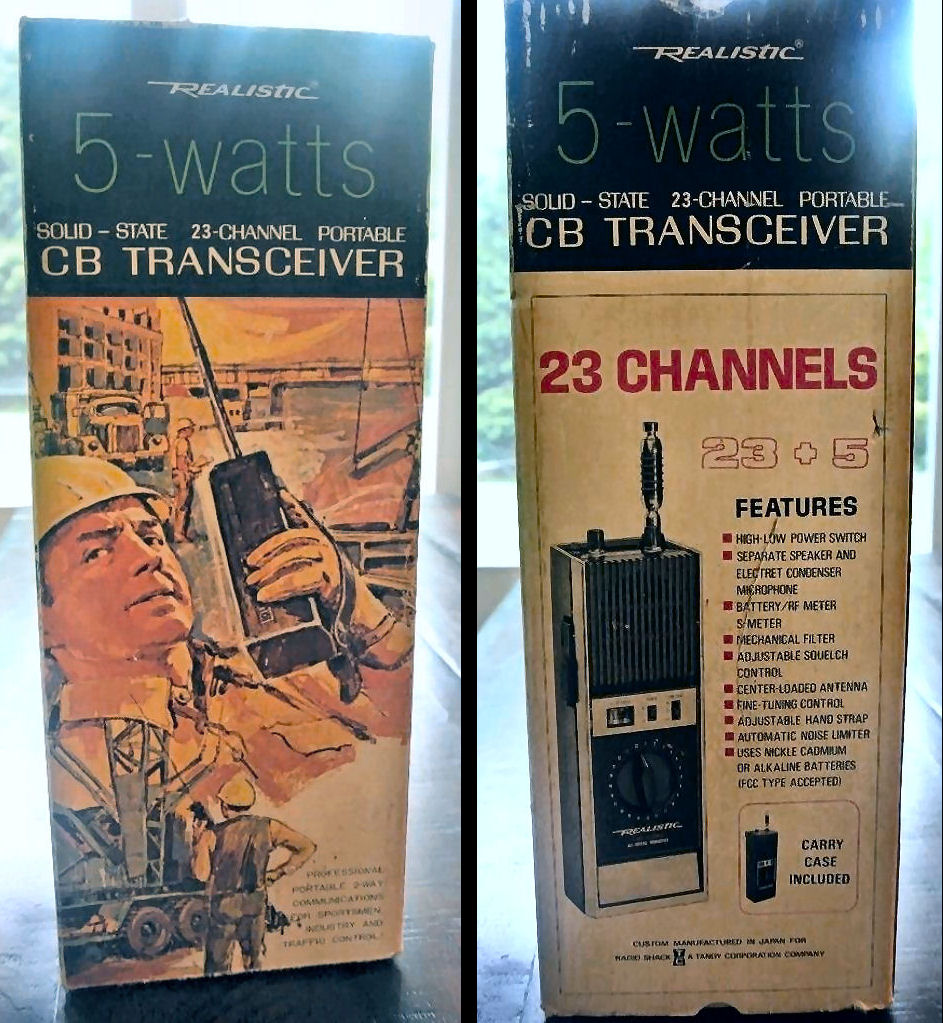 REALISTIC®
5-watts
SOLID-STATE 23-CHANNEL PORTABLE
CB TRANSCEIVER
PROFESSIONAL
PORTABLE 2-WAY
COMMUNICATIONS
FOR SPORTSMEN,
INDUSTRY AND
TRAFFIC CONTROL!
REALISTIC®
5-watts
SOLID-STATE 23-CHANNEL PORTABLE
CB TRANSCEIVER
23 CHANNELS
23 + 5
FEATURES
HIGH-LOW POWER SWITCH
SEPARATE SPEAKER AND
ELECTRET CONDENSER
MICROPHONE
BATTERY/RF METER
S-METER
MECHANICAL FILTER
ADJUSTABLE SQUELCH
CONTROL
CENTER-LOADED ANTENNA
FINE-TUNING CONTROL
ADJUSTABLE HAND STRAP
AUTOMATIC NOISE LIMITER
USES NICKLE CADMIUM
OR ALKALINE BATTERIES
(FCC TYPE ACCEPTED)
REALISTIC
CARRY
CASE
INCLUDED
CUSTOM MANUFACTURED IN JAPAN FOR
RADIO SHACK A TANDY CORPORATION COMPANY